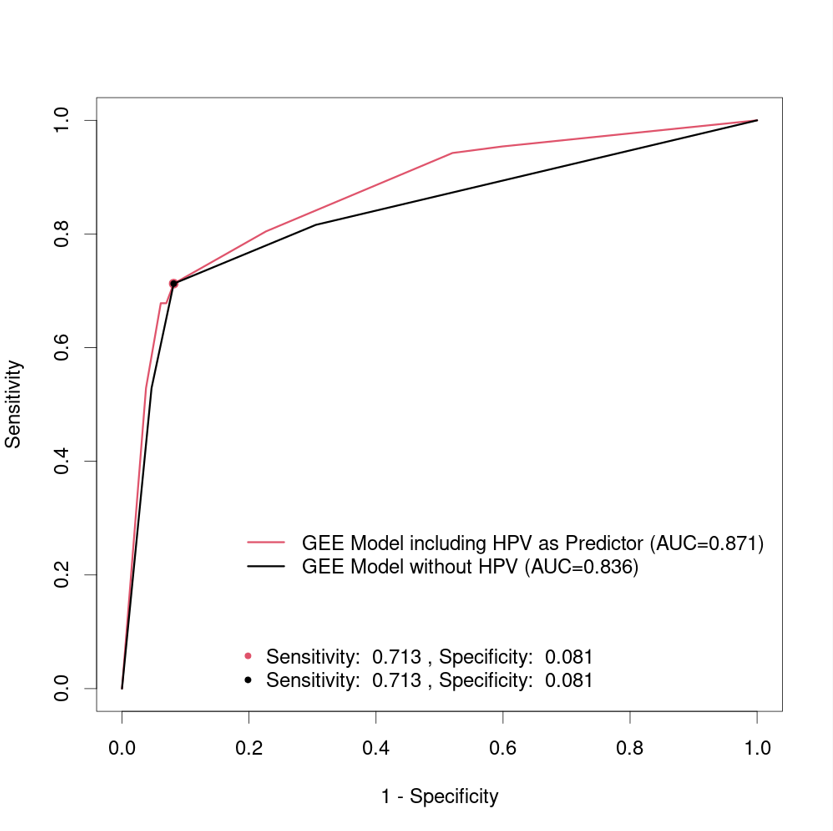 1.0
0.8
0.6
0.4
0.2
0.0
Sensitivity
GEE Model including HPV as Predictor (AUC=0.871)
GEE Model without HPV (AUC=0.836)
Sensitivity: 0.713 , Specificity: 0.081
Sensitivity: 0.713 , Specificity: 0.081
0.0 0.2 0.4 0.6 0.8 1.0
1 - Specificity